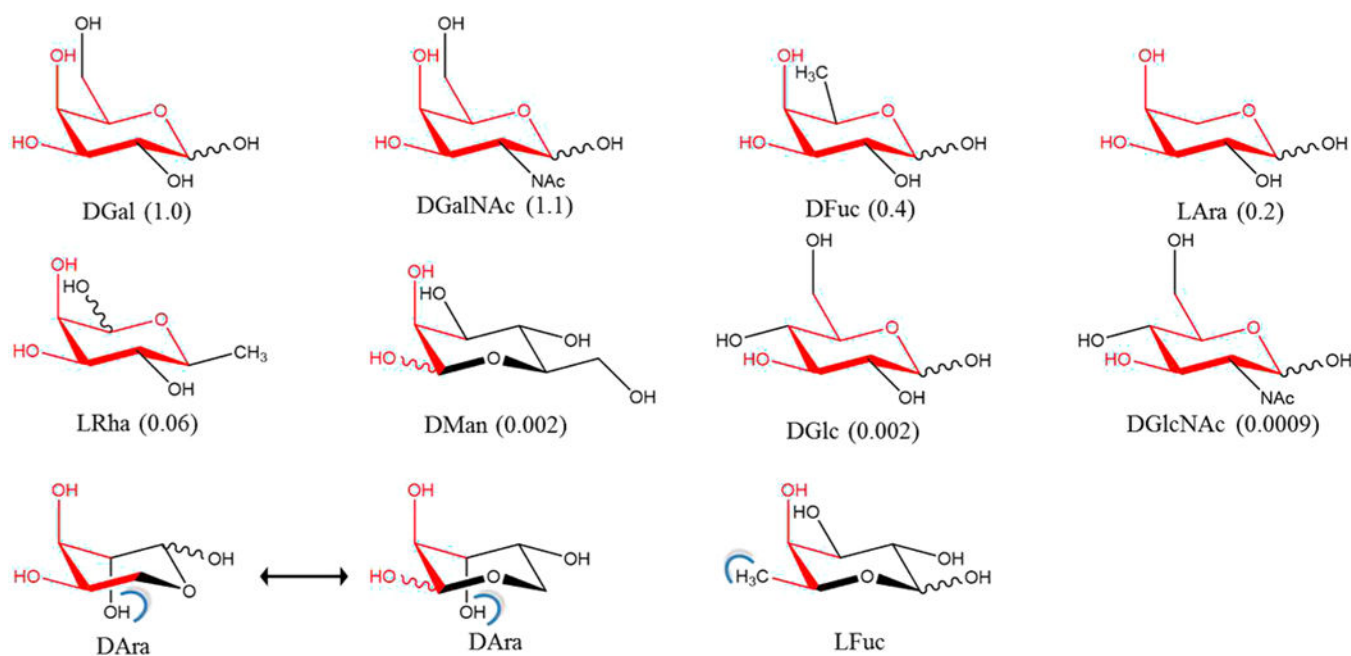 OH
OH
HO
O
OH
OH
DGal (1.0)
OH
OH
HO
O
OH
NAc
DGalNAc (1.1)
OH
H₃C
HO
O
OH
OH
DFuc (0.4)
OH
HO
O
OH
OH
LAra (0.2)
OH
HO
HO
O
CH₃
OH
LRha (0.06)
OH
HO
OH
HO
O
OH
DMan (0.002)
OH
HO
HO
O
OH
OH
DGlc (0.002)
OH
HO
HO
O
OH
NAc
DGlcNAc (0.0009)
OH
OH
HO
O
OH
DAra
OH
OH
HO
O
OH
DAra
OH
HO
OH
H₃C
O
OH
LFuc